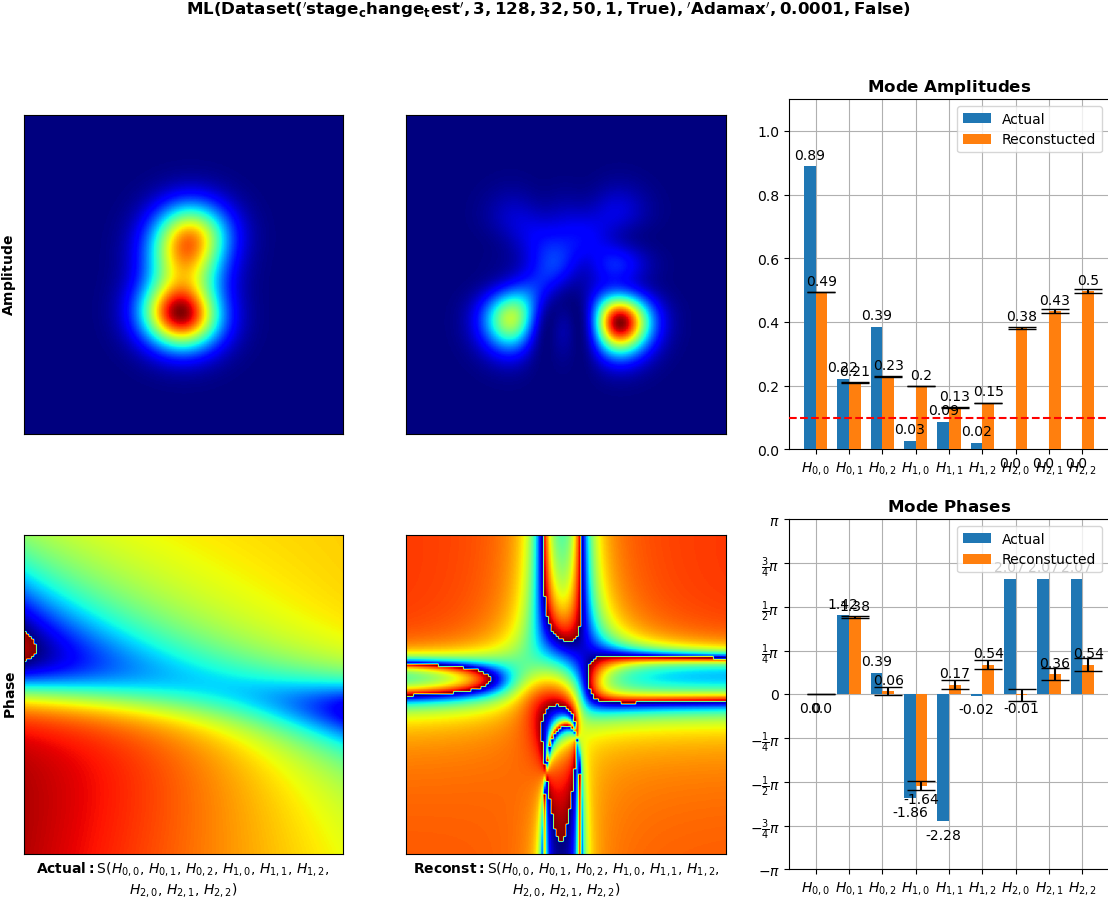 ML(Dataset('stage_change_test', 3, 128, 32, 50, 1, True), 'Adamax', 0.0001, False)
Amplitude
Mode Amplitudes
Actual
Reconstucted
1.0
0.8
0.6
0.4
0.2
0.0
0.89
0.49
0.22
0.21
0.39
0.23
0.03
0.2
0.09
0.13
0.02
0.15
0.0
0.38
0.0
0.43
0.0
0.5
H0,0 H0,1 H0,2 H1,0 H1,1 H1,2 H2,0 H2,1 H2,2
Phase
Mode Phases
Actual
Reconstucted
π
3/4π
1/2π
1/4π
0
−1/4π
−1/2π
−3/4π
−π
0.0
0.0
1.42
1.38
0.39
0.06
-1.86
-1.64
-2.28
0.17
-0.02
0.54
2.07
-0.01
2.07
0.36
2.07
0.54
H0,0 H0,1 H0,2 H1,0 H1,1 H1,2 H2,0 H2,1 H2,2
Actual: S(H0,0, H0,1, H0,2, H1,0, H1,1, H1,2,
H2,0, H2,1, H2,2)
Reconst: S(H0,0, H0,1, H0,2, H1,0, H1,1, H1,2,
H2,0, H2,1, H2,2)